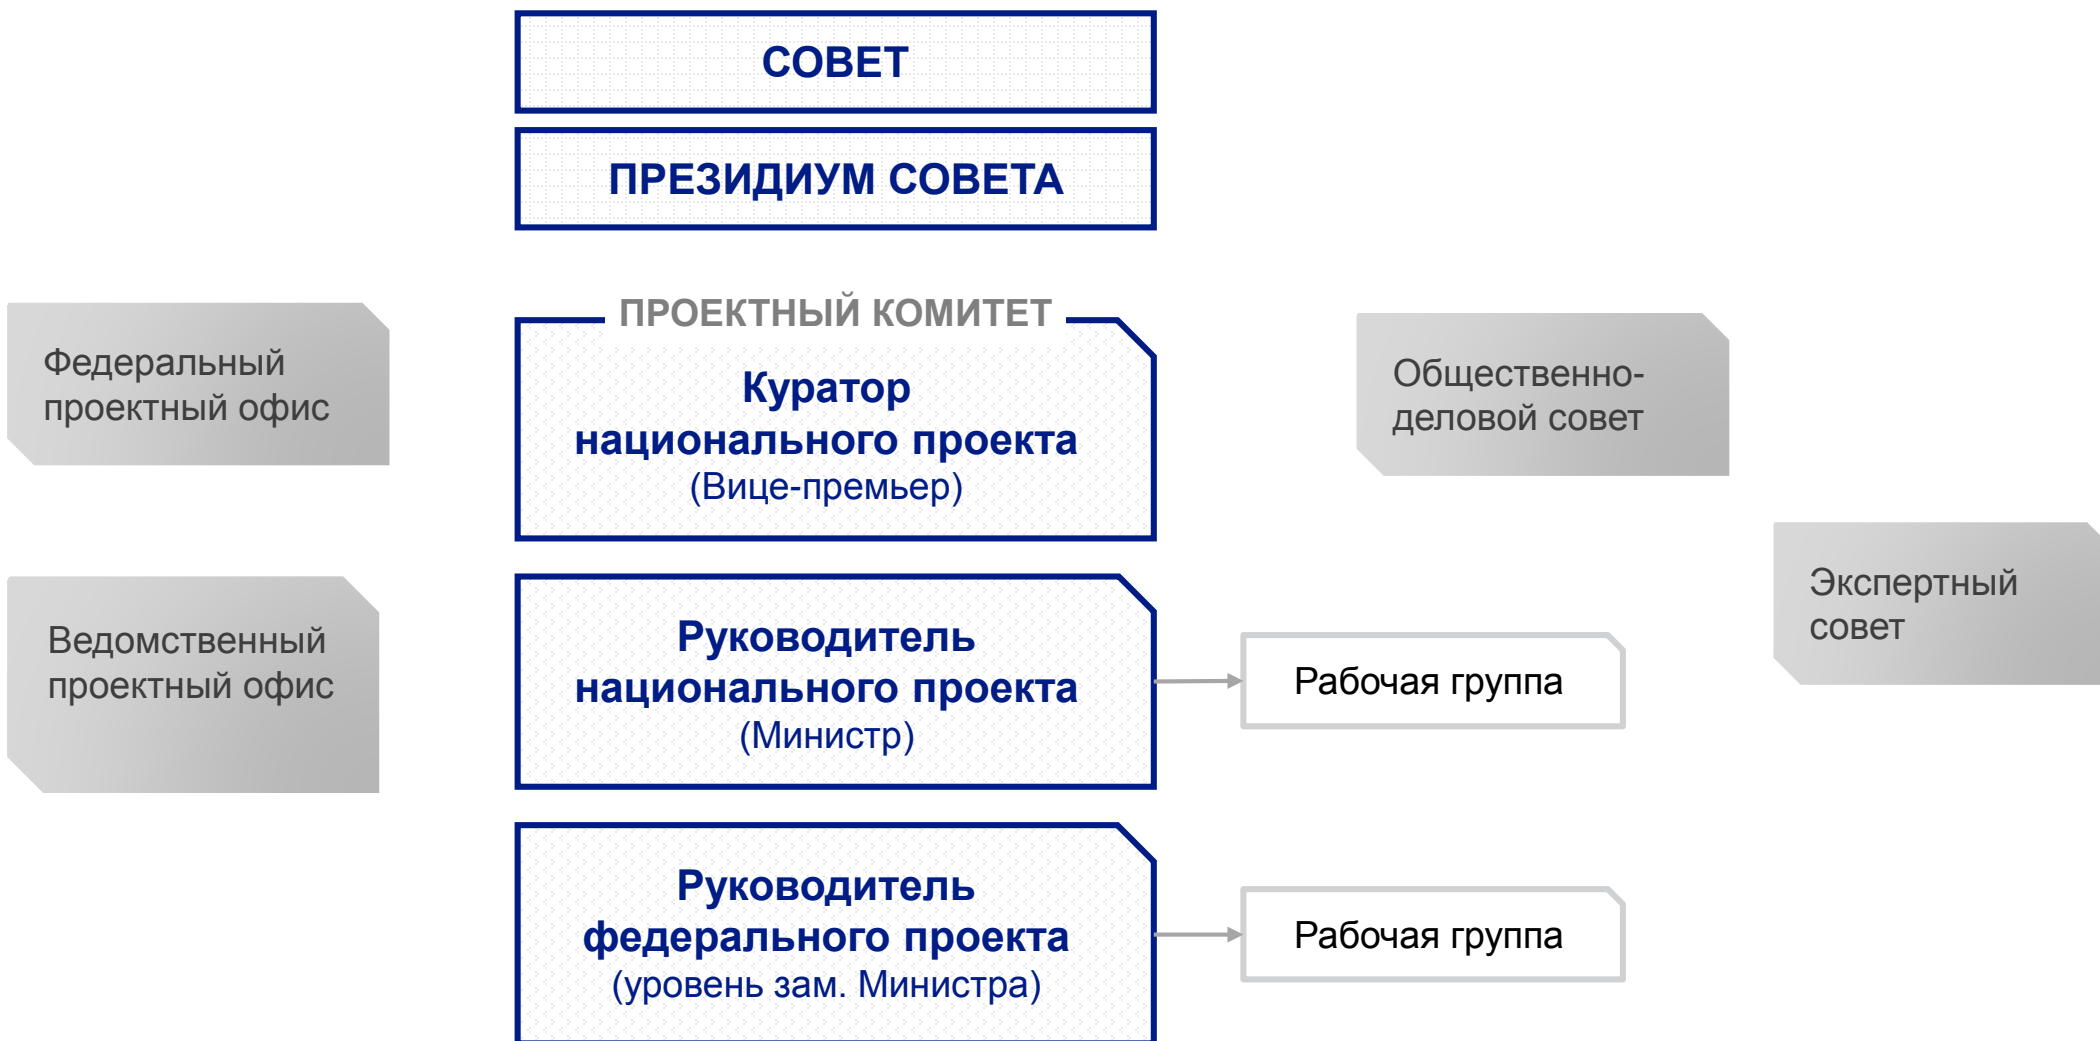 СОВЕТ
ПРЕЗИДИУМ СОВЕТА
ПРОЕКТНЫЙ КОМИТЕТ
Федеральный
проектный офис
Куратор
национального проекта
(Вице-премьер)
Общественно-
деловой совет
Ведомственный
проектный офис
Руководитель
национального проекта
(Министр)
Рабочая группа
Экспертный
совет
Руководитель
федерального проекта
(уровень зам. Министра)
Рабочая группа